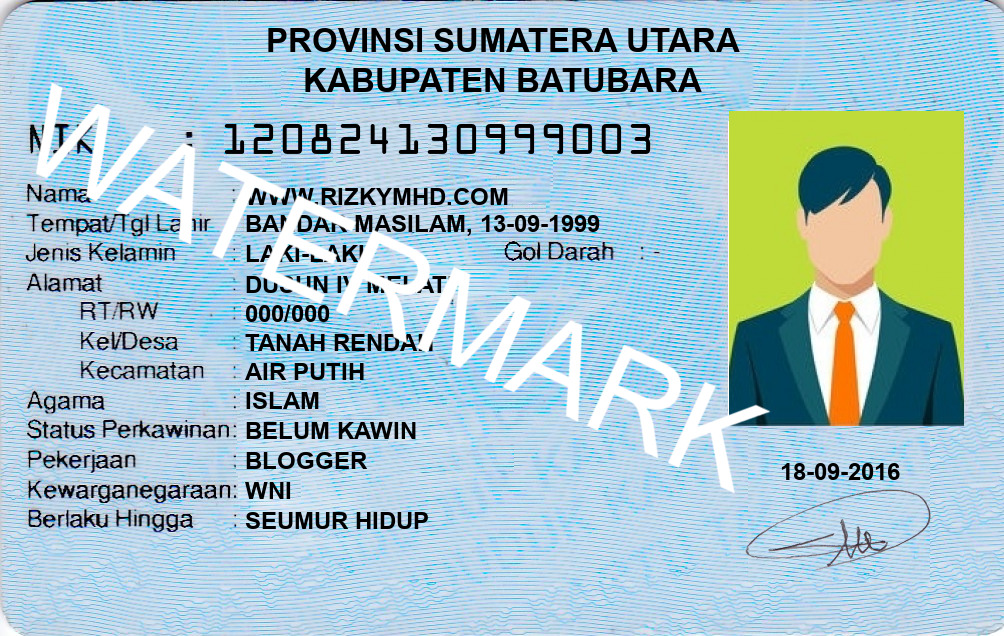 PROVINSI SUMATERA UTARA
KABUPATEN BATUBARA
NIK : 1208241309999003
Nama : WWW.RIZKYMHD.COM
Tempat/Tgl Lahir : BANDAR MASILAM, 13-09-1999
Jenis Kelamin : LAKI-LAKI Gol Darah : -
Alamat : DUSUN IV MELATI
RT/RW : 000/000
Kel/Desa : TANAH RENDAH
Kecamatan : AIR PUTIH
Agama : ISLAM
Status Perkawinan: BELUM KAWIN
Pekerjaan : BLOGGER
Kewarganegaraan: WNI
Berlaku Hingga : SEUMUR HIDUP
18-09-2016
WATERMARK